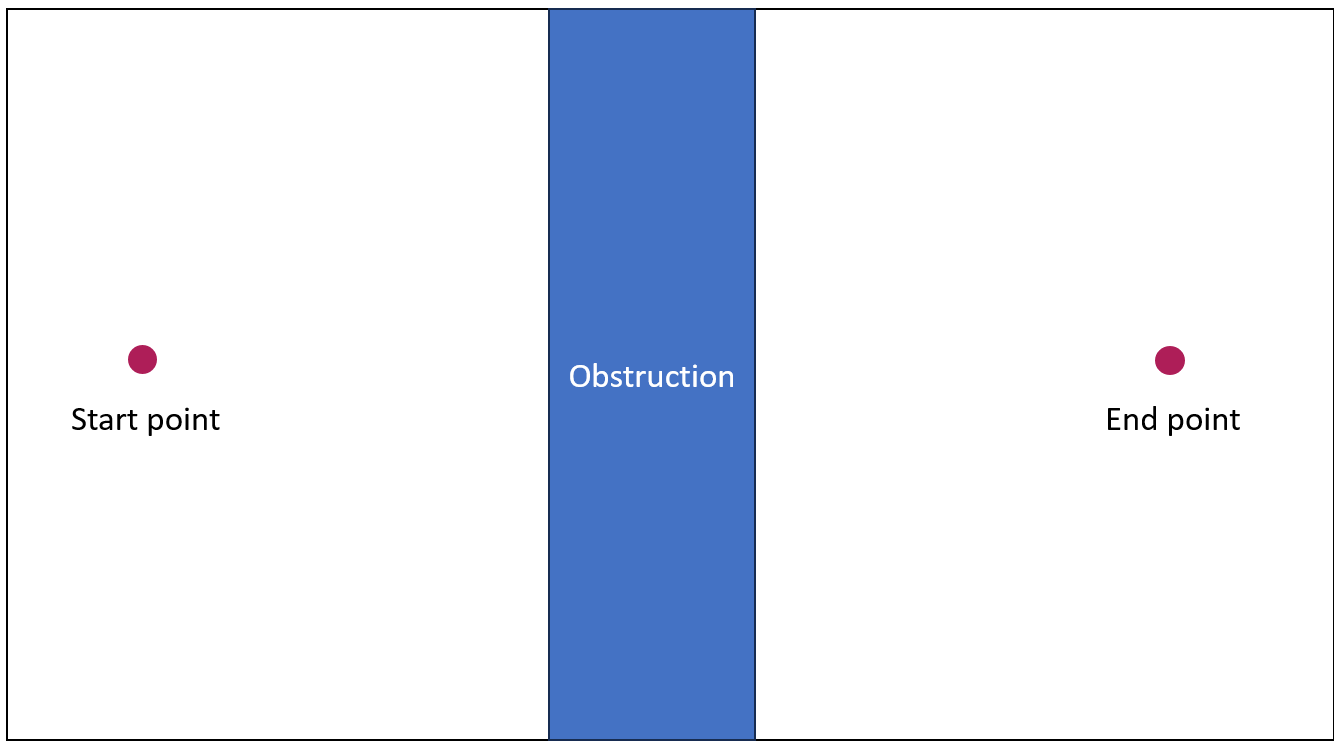 Obstruction
Start point
End point